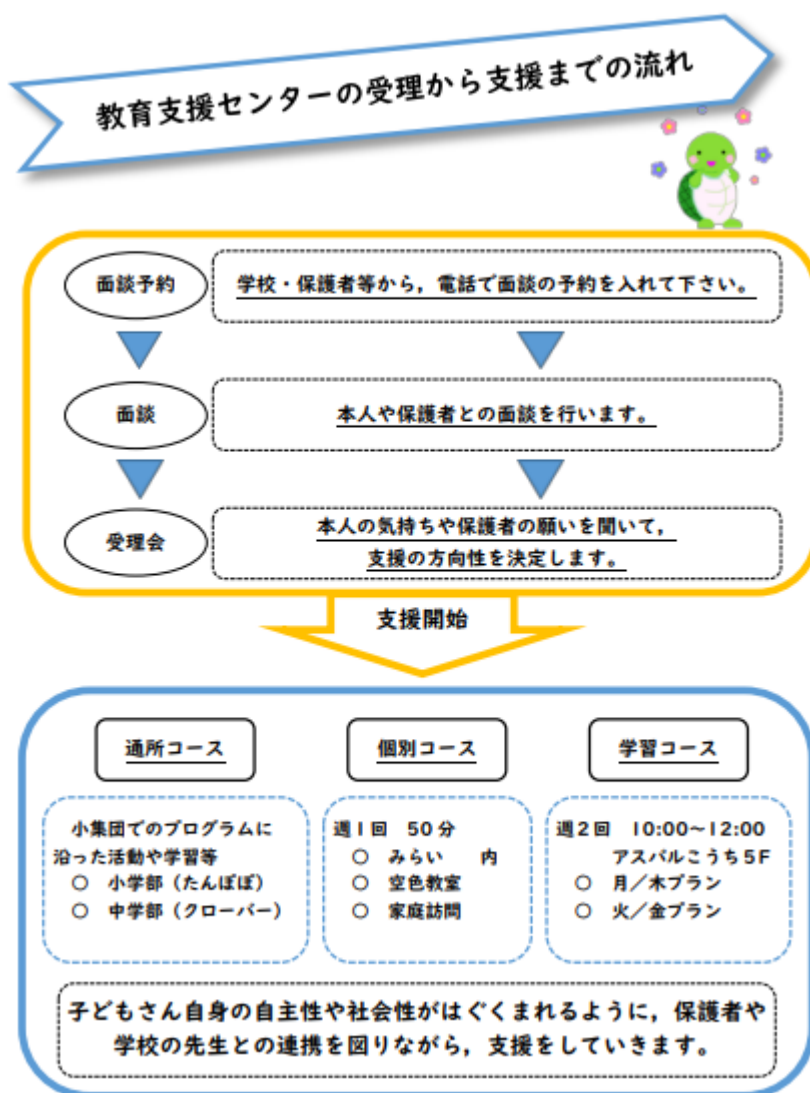 教育支援センターの受理から支援までの流れ
面談予約
学校・保護者等から，電話で面談の予約を入れて下さい。
面談
本人や保護者との面談を行います。
受理会
本人の気持ちや保護者の願いを聞いて，
支援の方向性を決定します。
支援開始
通所コース
小集団でのプログラムに
沿った活動や学習等
○　小学部（たんぽぽ）
○　中学部（クローバー）
個別コース
週1回　50分
○　みらい　　内
○　空色教室
○　家庭訪問
学習コース
週2回　10:00～12:00
アスパルこうち5F
○　月／木プラン
○　火／金プラン
子どもさん自身の自主性や社会性がはぐくまれるように，保護者や
学校の先生との連携を図りながら，支援をしていきます。